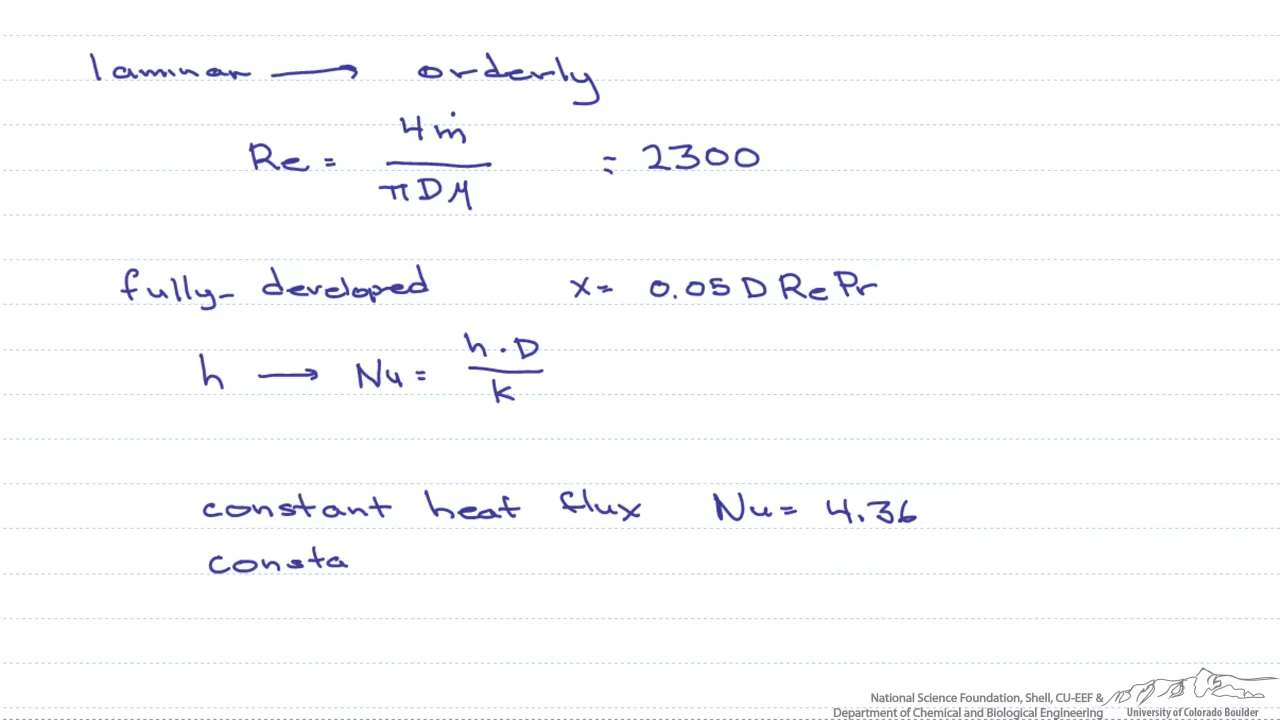 laminar → orderly
Re = 4ṁ / πDμ = 2300
fully-developed x = 0.05 D Re Pr
h → Nu = h · D / k
constant heat flux Nu = 4.36
consta
National Science Foundation, Shell, CU-EEF &
Department of Chemical and Biological Engineering
University of Colorado Boulder